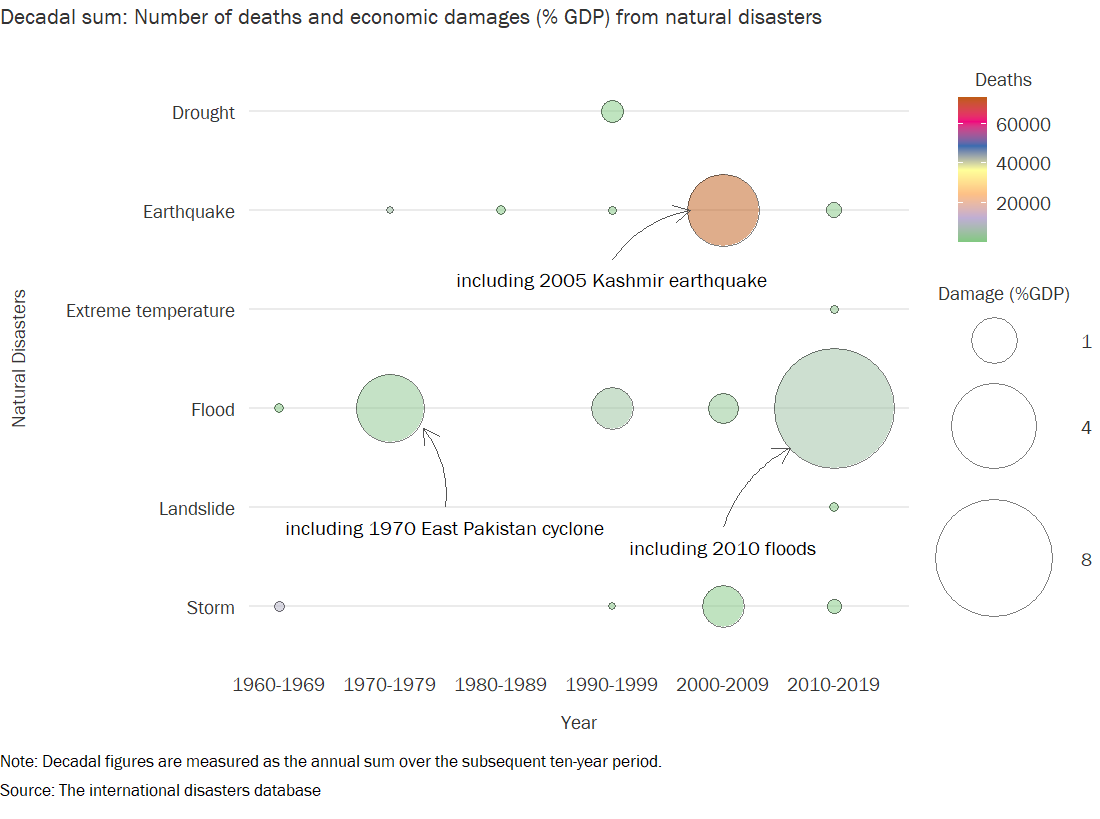 Decadal sum: Number of deaths and economic damages (% GDP) from natural disasters
Deaths
60000
40000
20000
Damage (%GDP)
1
4
8
Natural Disasters
Drought
Earthquake
including 2005 Kashmir earthquake
Extreme temperature
Flood
Landslide
including 1970 East Pakistan cyclone
including 2010 floods
Storm
1960-1969 1970-1979 1980-1989 1990-1999 2000-2009 2010-2019
Year
Note: Decadal figures are measured as the annual sum over the subsequent ten-year period.
Source: The international disasters database